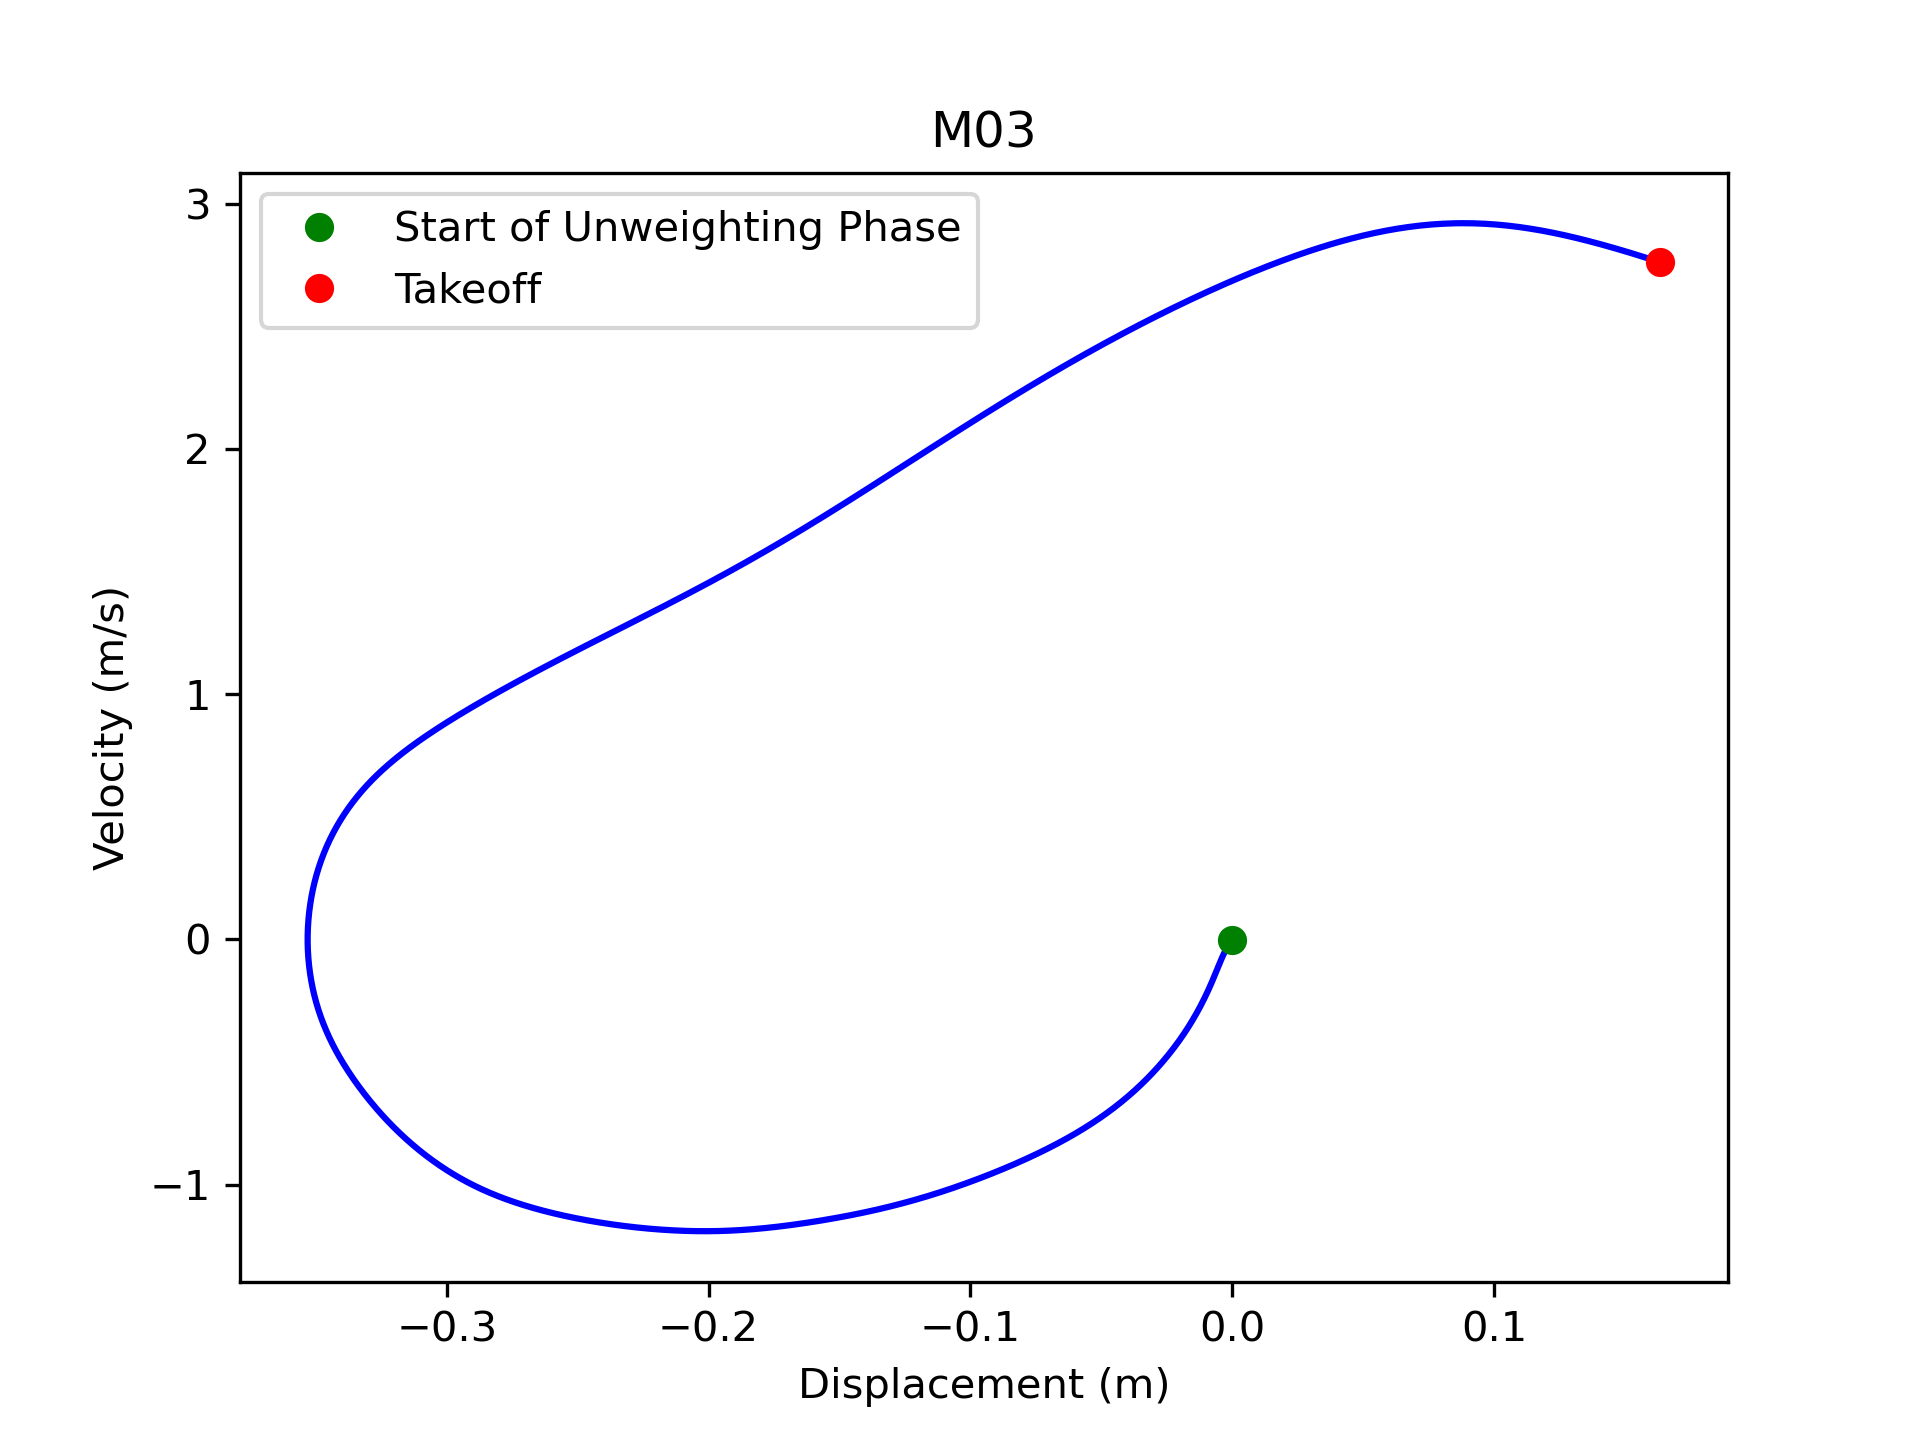 M03
Start of Unweighting Phase
Takeoff
3
2
1
0
−1
Velocity (m/s)
−0.3 −0.2 −0.1 0.0 0.1
Displacement (m)